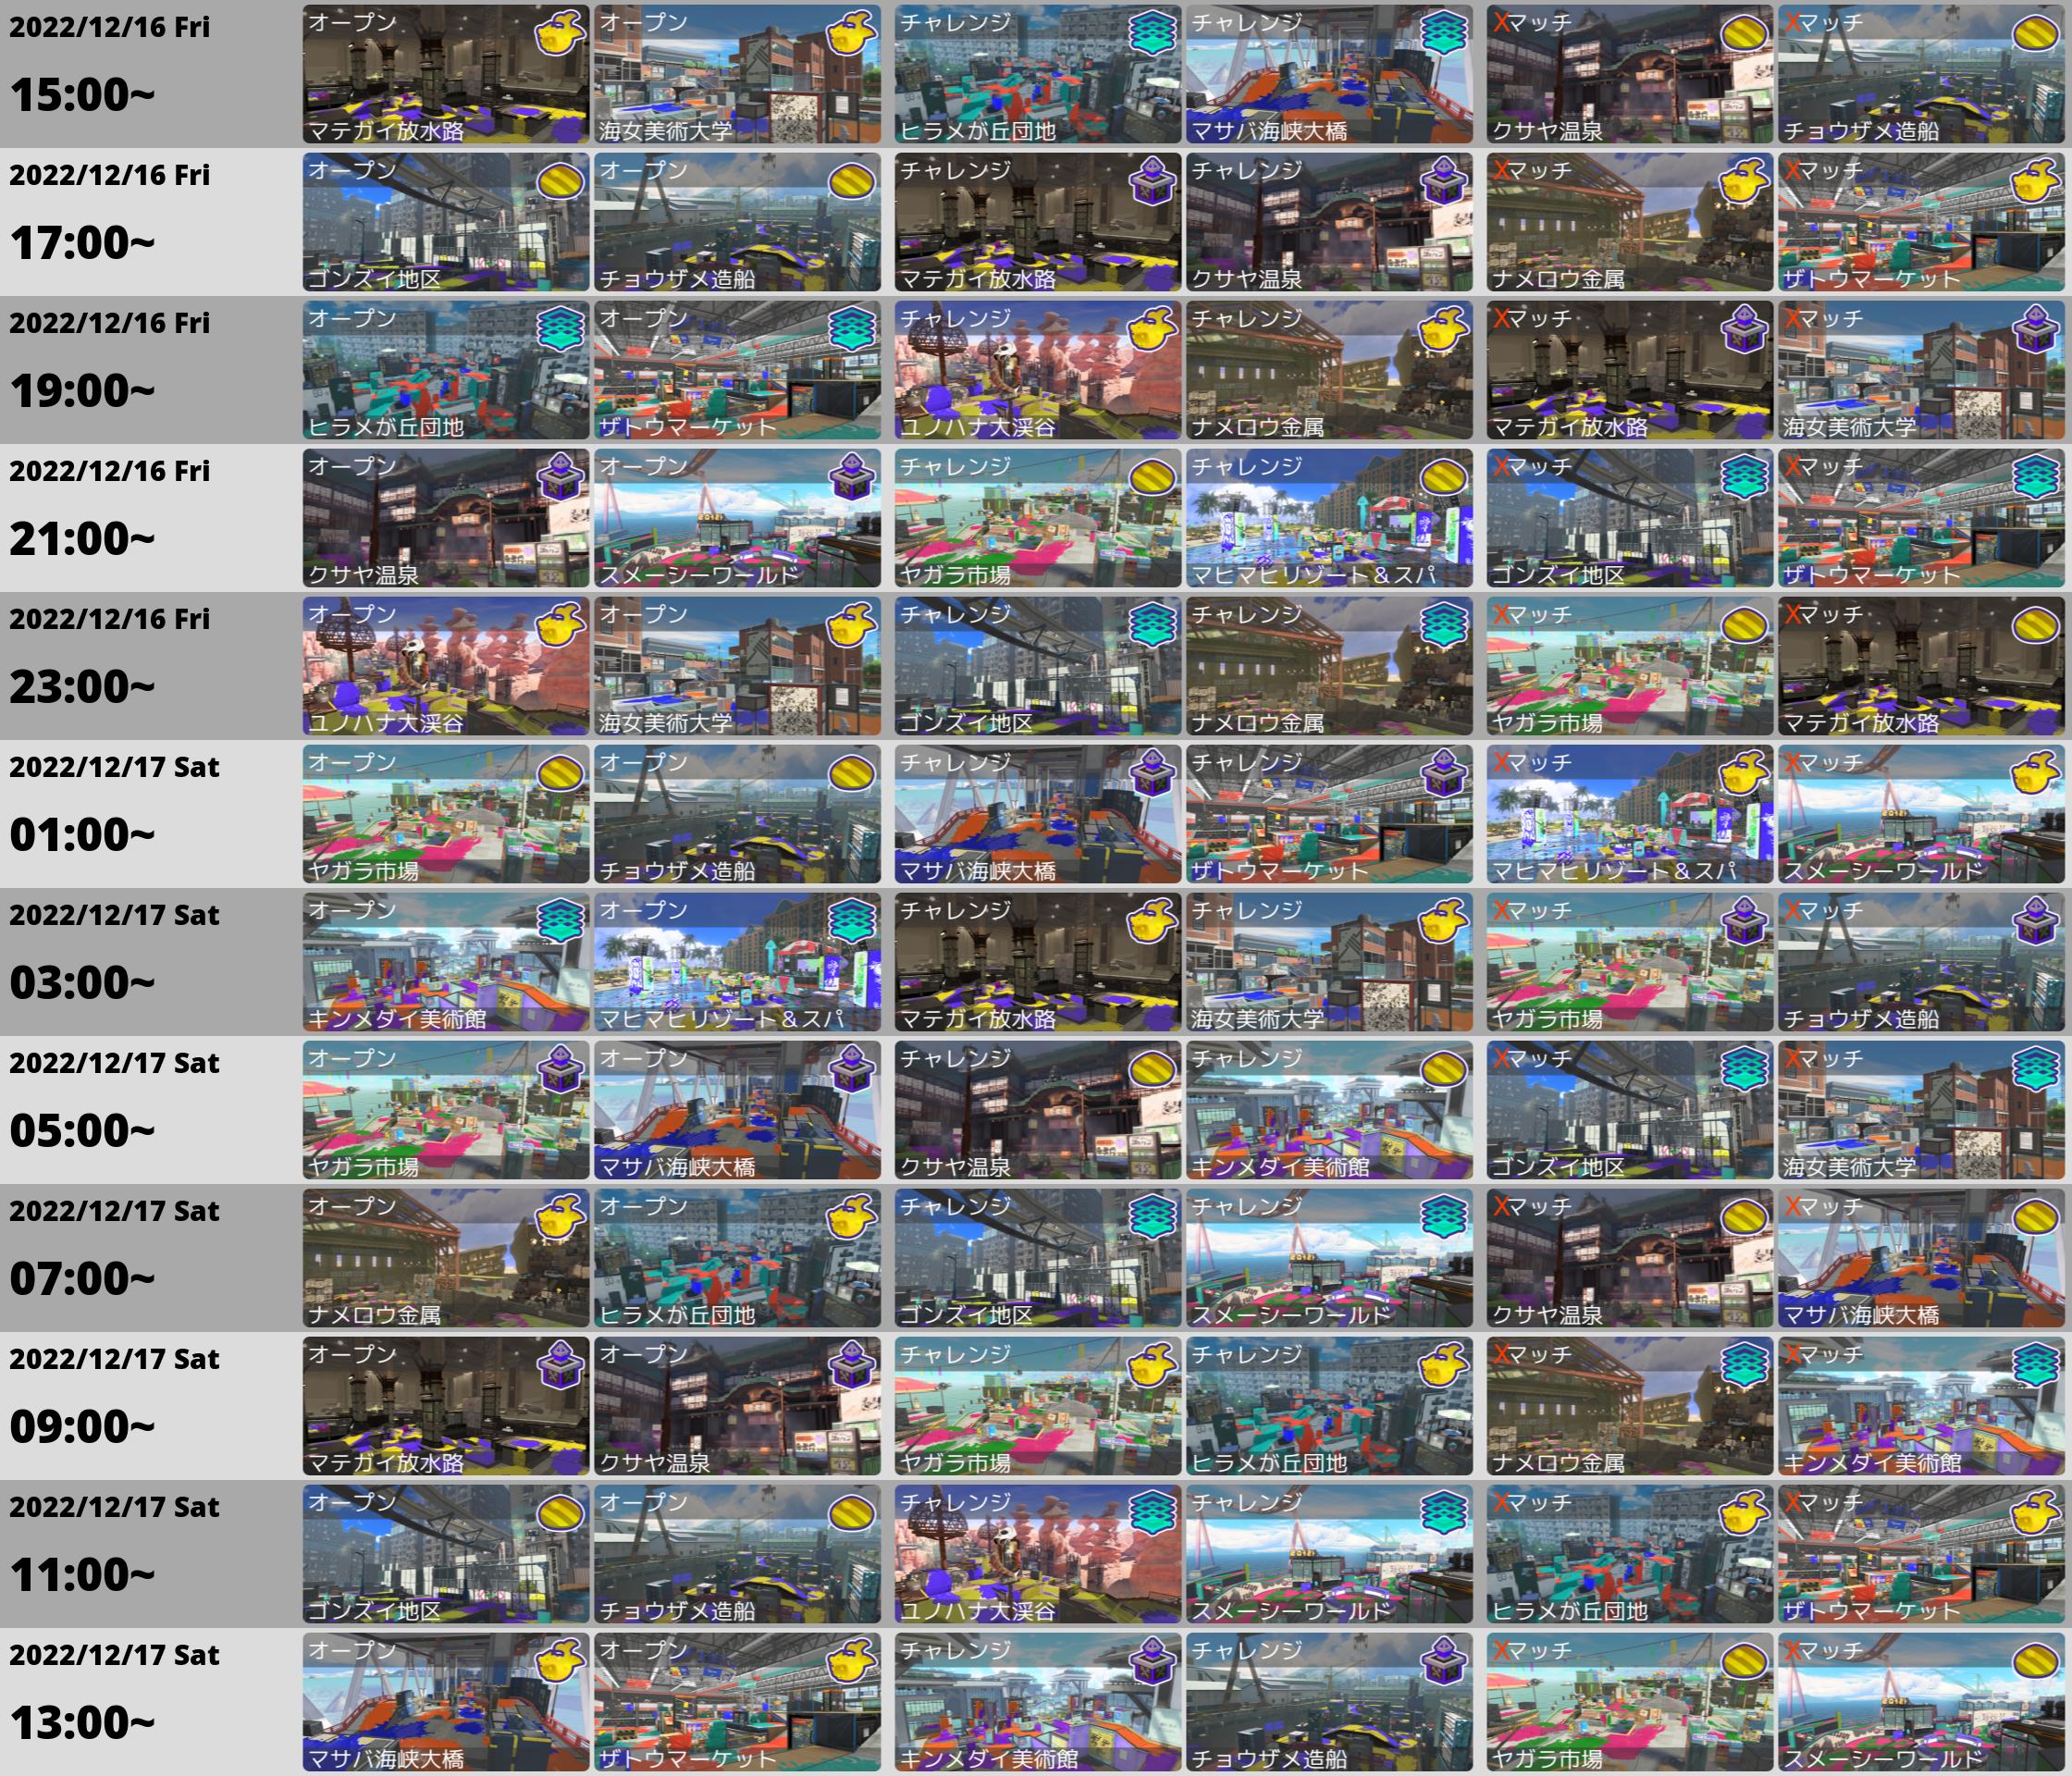 2022/12/16 Fri
15:00~
オープン オープン チャレンジ チャレンジ Xマッチ Xマッチ
マテガイ放水路 海女美術大学 ヒラメが丘団地 マサバ海峡大橋 クサヤ温泉 チョウザメ造船
2022/12/16 Fri
17:00~
オープン オープン チャレンジ チャレンジ Xマッチ Xマッチ
ゴンズイ地区 チョウザメ造船 マテガイ放水路 クサヤ温泉 ナメロウ金属 ザトウマーケット
2022/12/16 Fri
19:00~
オープン オープン チャレンジ チャレンジ Xマッチ Xマッチ
ヒラメが丘団地 ザトウマーケット ユノハナ大渓谷 ナメロウ金属 マテガイ放水路 海女美術大学
2022/12/16 Fri
21:00~
オープン オープン チャレンジ チャレンジ Xマッチ Xマッチ
クサヤ温泉 スメーシーワールド ヤガラ市場 マヒマヒリゾート&スパ ゴンズイ地区 ザトウマーケット
2022/12/16 Fri
23:00~
オープン オープン チャレンジ チャレンジ Xマッチ Xマッチ
ユノハナ大渓谷 海女美術大学 ゴンズイ地区 ナメロウ金属 ヤガラ市場 マテガイ放水路
2022/12/17 Sat
01:00~
オープン オープン チャレンジ チャレンジ Xマッチ Xマッチ
ヤガラ市場 チョウザメ造船 マサバ海峡大橋 ザトウマーケット マヒマヒリゾート&スパ スメーシーワールド
2022/12/17 Sat
03:00~
オープン オープン チャレンジ チャレンジ Xマッチ Xマッチ
キンメダイ美術館 マヒマヒリゾート&スパ マテガイ放水路 海女美術大学 ヤガラ市場 チョウザメ造船
2022/12/17 Sat
05:00~
オープン オープン チャレンジ チャレンジ Xマッチ Xマッチ
ヤガラ市場 マサバ海峡大橋 クサヤ温泉 キンメダイ美術館 ゴンズイ地区 海女美術大学
2022/12/17 Sat
07:00~
オープン オープン チャレンジ チャレンジ Xマッチ Xマッチ
ナメロウ金属 ヒラメが丘団地 ゴンズイ地区 スメーシーワールド クサヤ温泉 マサバ海峡大橋
2022/12/17 Sat
09:00~
オープン オープン チャレンジ チャレンジ Xマッチ Xマッチ
マテガイ放水路 クサヤ温泉 ヤガラ市場 ヒラメが丘団地 ナメロウ金属 キンメダイ美術館
2022/12/17 Sat
11:00~
オープン オープン チャレンジ チャレンジ Xマッチ Xマッチ
ゴンズイ地区 チョウザメ造船 ユノハナ大渓谷 スメーシーワールド ヒラメが丘団地 ザトウマーケット
2022/12/17 Sat
13:00~
オープン オープン チャレンジ チャレンジ Xマッチ Xマッチ
マサバ海峡大橋 ザトウマーケット キンメダイ美術館 チョウザメ造船 ヤガラ市場 スメーシーワールド